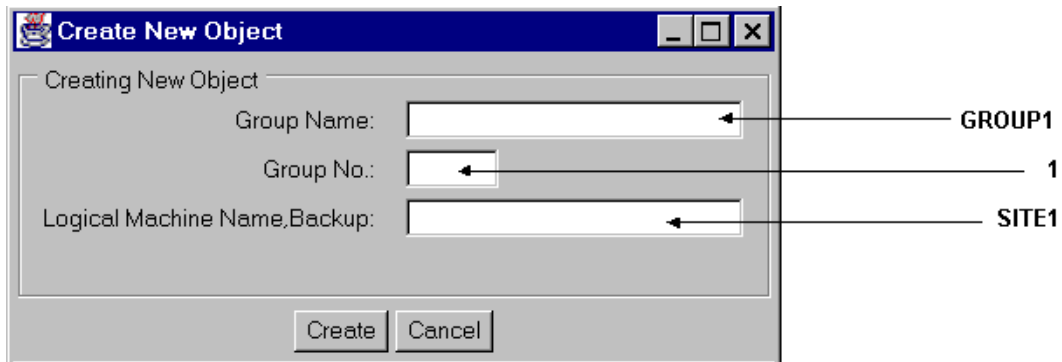 Create New Object
Creating New Object
Group Name: GROUP1
Group No.: 1
Logical Machine Name,Backup: SITE1
Create Cancel